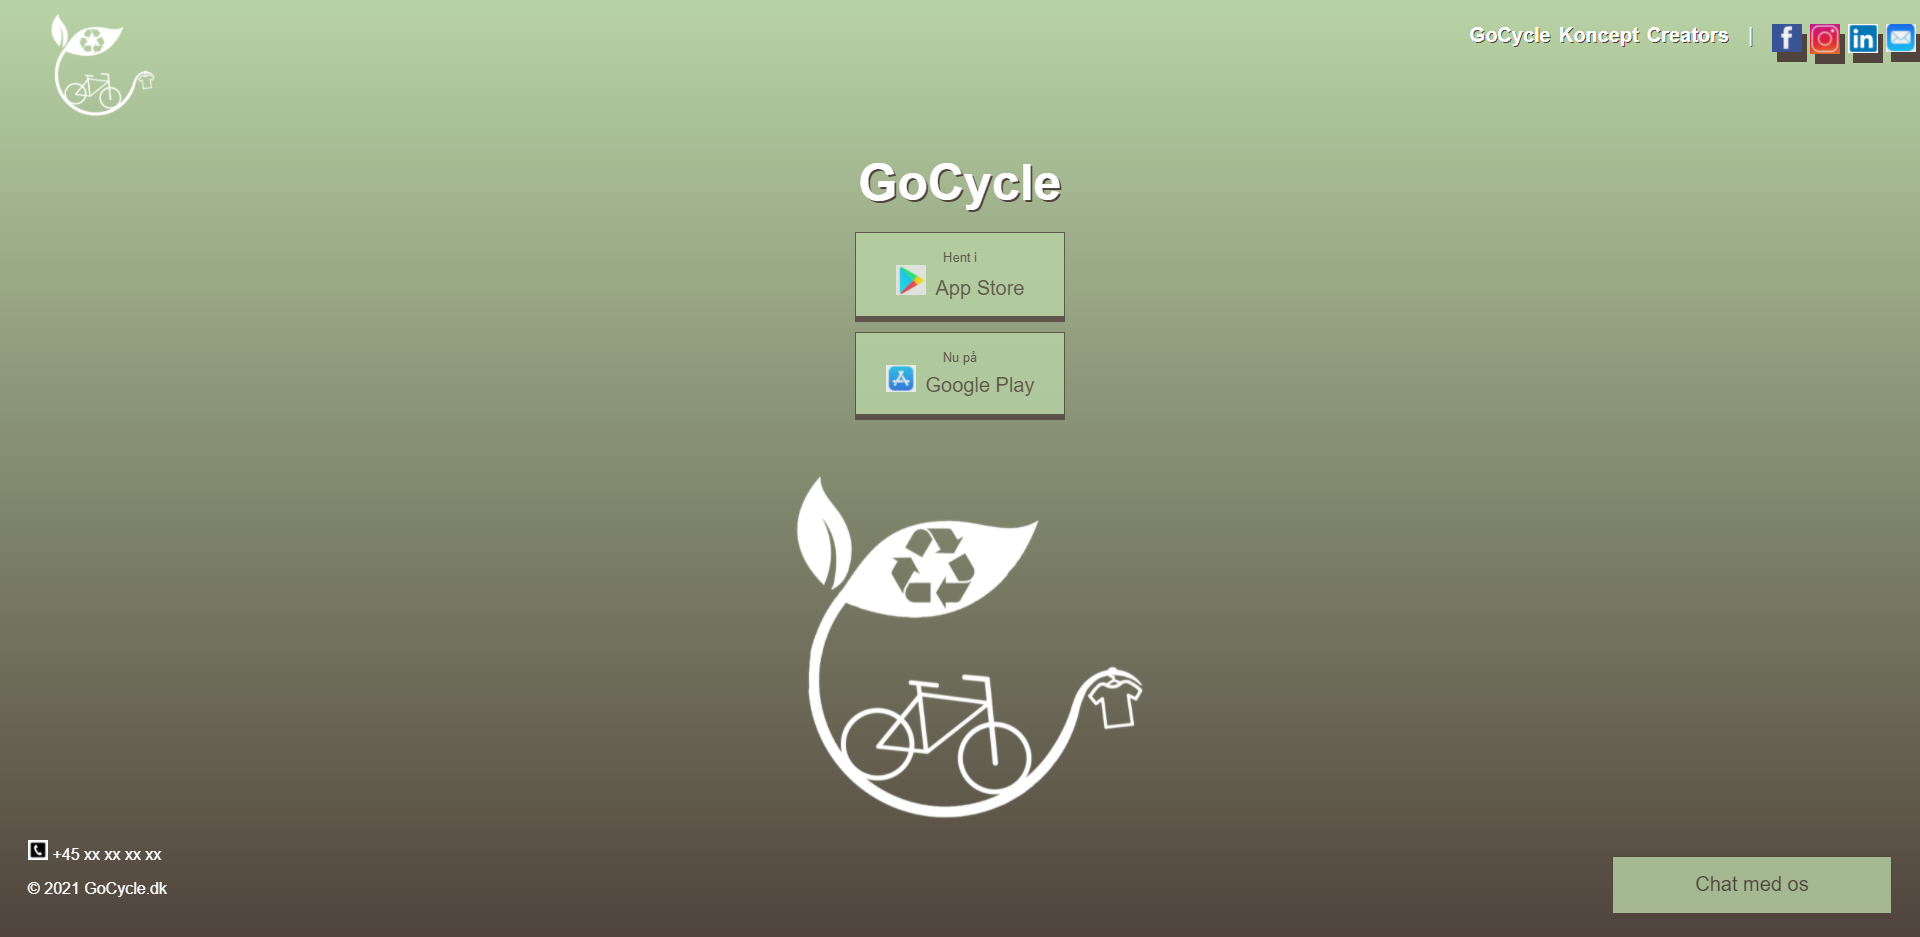 GoCycle Koncept Creators |
GoCycle
Hent i
App Store
Nu på
Google Play
+45 xx xx xx xx
© 2021 GoCycle.dk
Chat med os